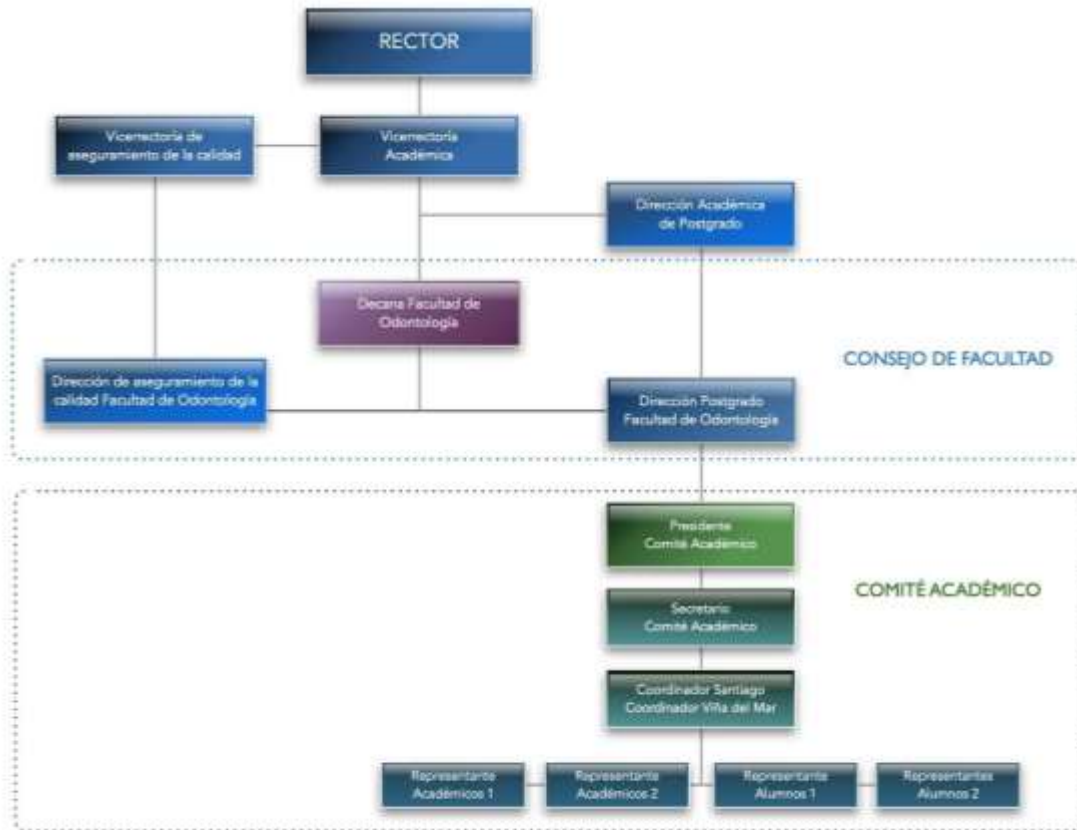 RECTOR
Vicerrectoría de
aseguramiento de la calidad
Vicerrectoría
Académica
Dirección Académica
de Postgrado
Decana Facultad de
Odontología
CONSEJO DE FACULTAD
Dirección de aseguramiento de la
calidad Facultad de Odontología
Dirección Postgrado
Facultad de Odontología
Presidente
Comité Académico
COMITÉ ACADÉMICO
Secretario
Comité Académico
Coordinador Santiago
Coordinador Viña del Mar
Representante
Académicos 1
Representante
Académicos 2
Representante
Alumnos 1
Representantes
Alumnos 2